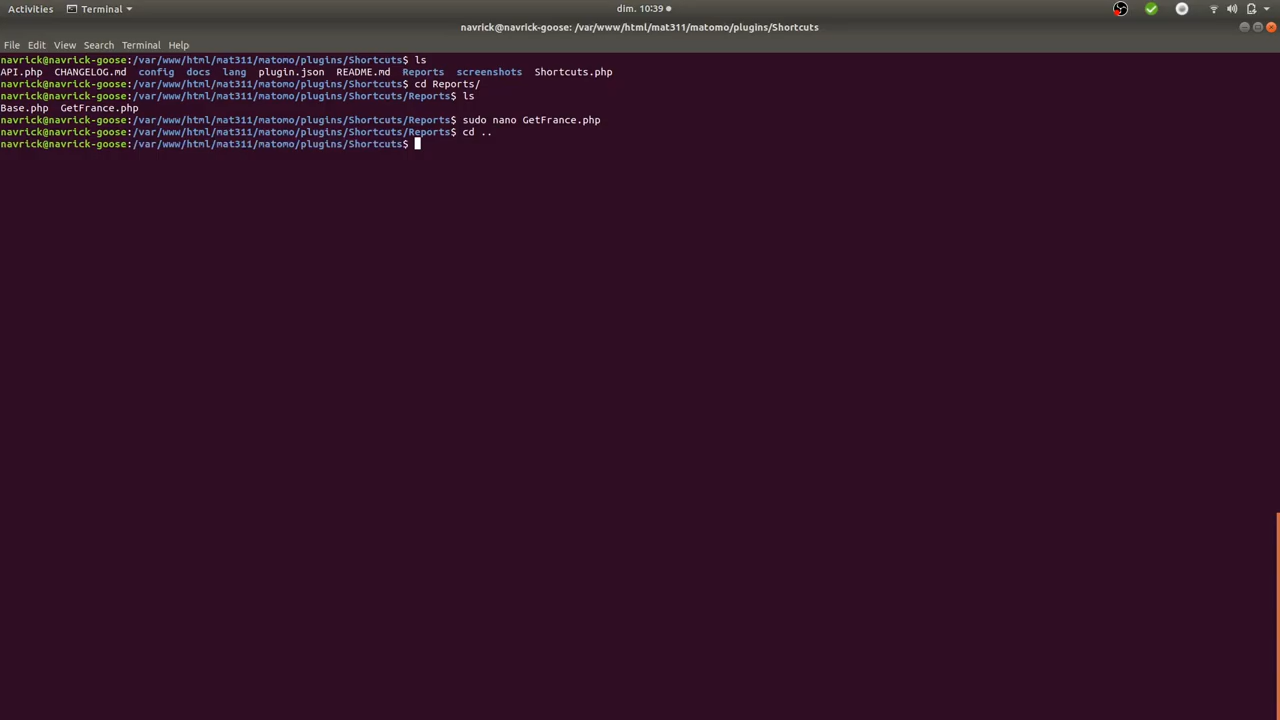 Activities Terminal dim. 10:39
navrick@navrick-goose: /var/www/html/mat311/matomo/plugins/Shortcuts
File Edit View Search Terminal Help
navrick@navrick-goose:/var/www/html/mat311/matomo/plugins/Shortcuts$ ls
API.php CHANGELOG.md config docs lang plugin.json README.md Reports screenshots Shortcuts.php
navrick@navrick-goose:/var/www/html/mat311/matomo/plugins/Shortcuts$ cd Reports/
navrick@navrick-goose:/var/www/html/mat311/matomo/plugins/Shortcuts/Reports$ ls
Base.php GetFrance.php
navrick@navrick-goose:/var/www/html/mat311/matomo/plugins/Shortcuts/Reports$ sudo nano GetFrance.php
navrick@navrick-goose:/var/www/html/mat311/matomo/plugins/Shortcuts/Reports$ cd ..
navrick@navrick-goose:/var/www/html/mat311/matomo/plugins/Shortcuts$